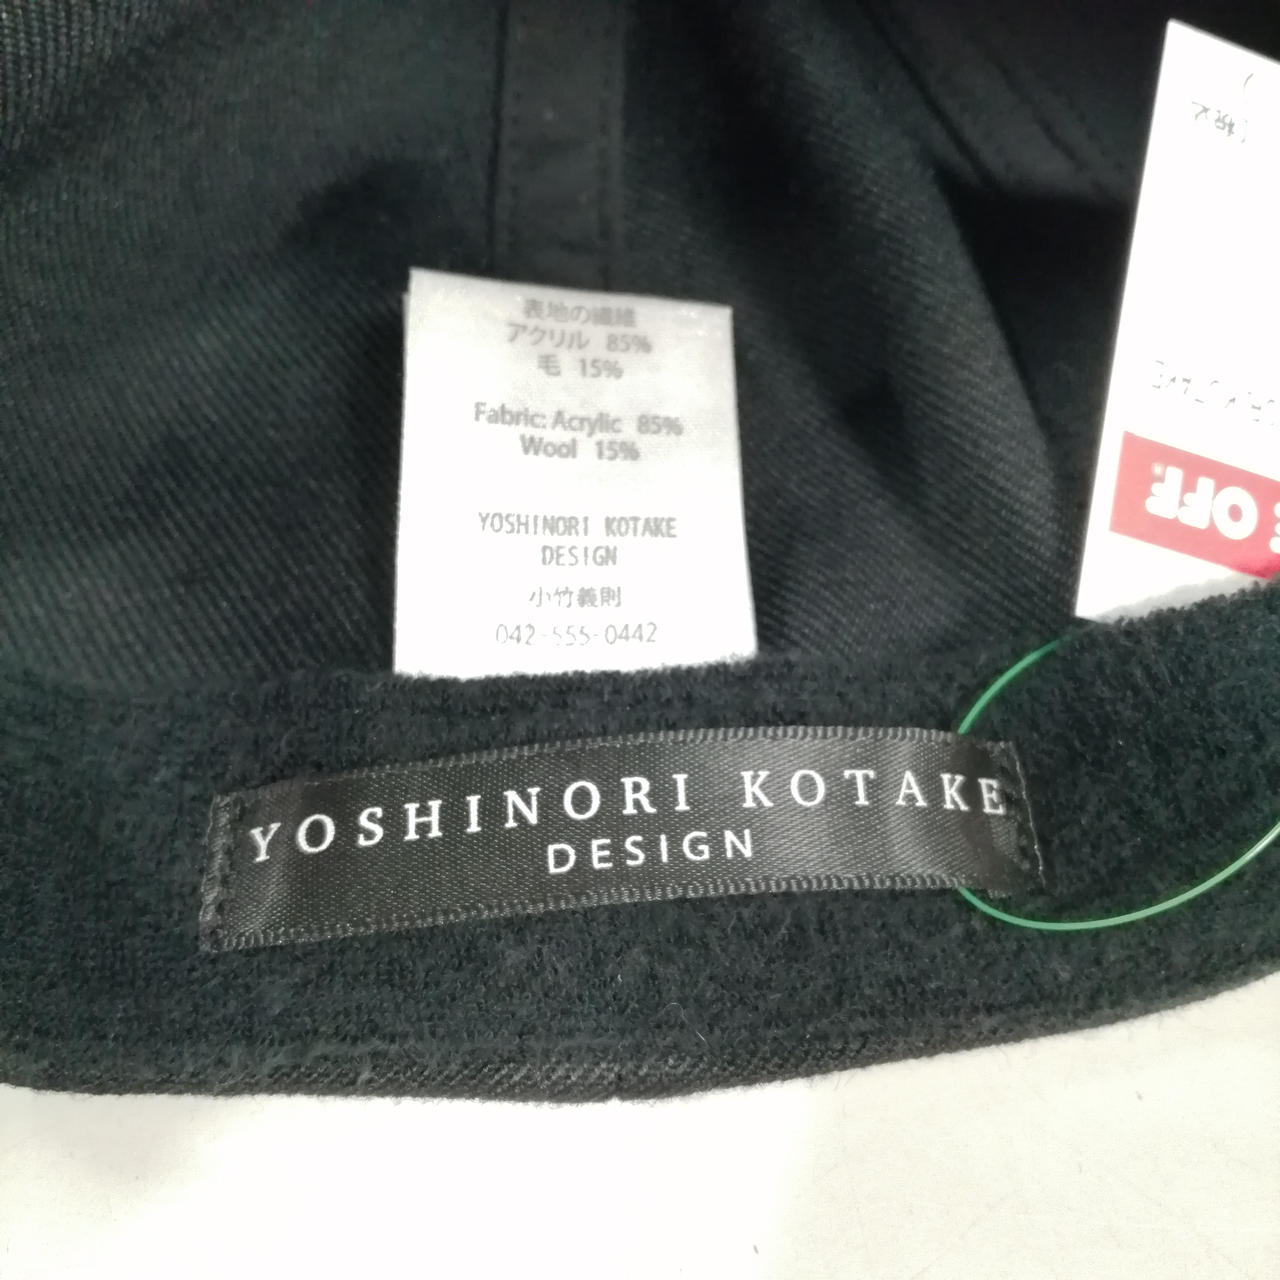 表地の繊維
アクリル 85%
毛 15%
Fabric: Acrylic 85%
Wool 15%
YOSHINORI KOTAKE
DESIGN
小竹義則
042-555-0442
YOSHINORI KOTAKE
DESIGN
OFF